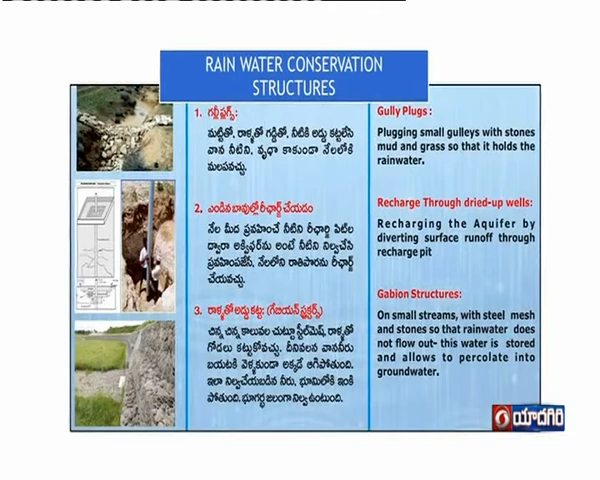 RAIN WATER CONSERVATION
STRUCTURES
1. గల్లీ ప్లగ్స్ :
మట్టితో, రాళ్ళతో గడ్డితో, నీటికి అడ్డు కట్టలేసి
వాన నీటిని, వృథా కాకుండా నేలలోకి
మలపవచ్చు.
2. ఎండిన బావుల్లో రీఛార్జ్ చేయడం
నేల మీద ప్రవహించే నీటిని రీఛార్జి పిట్‌ల
ద్వారా అక్విఫర్‌ను అంటే నీటిని నిల్వచేసే
ప్రవహింపజేసే, నేలలోని రాతిపొరను రీఛార్జ్
చేయవచ్చు.
3. రాళ్ళతో అడ్డుకట్ట: (గేబియన్ స్ట్రక్చర్స్)
చిన్న చిన్న కాలువల చుట్టూ స్టీల్‌మెష్, రాళ్ళతో
గోడలు కట్టుకోవచ్చు. దీనివలన వాననీరు
బయటకి వెళ్ళకుండా అక్కడే ఆగిపోతుంది.
ఇలా నిల్వచేయబడిన నీరు, భూమిలోకి ఇంకి
పోతుంది. భూగర్భ జలంగా నిల్వ ఉంటుంది.
Gully Plugs :
Plugging small gulleys with stones
mud and grass so that it holds the
rainwater.
Recharge Through dried-up wells:
Recharging the Aquifer by
diverting surface runoff through
recharge pit
Gabion Structures:
On small streams, with steel mesh
and stones so that rainwater does
not flow out- this water is stored
and allows to percolate into
groundwater.
యాదగిరి